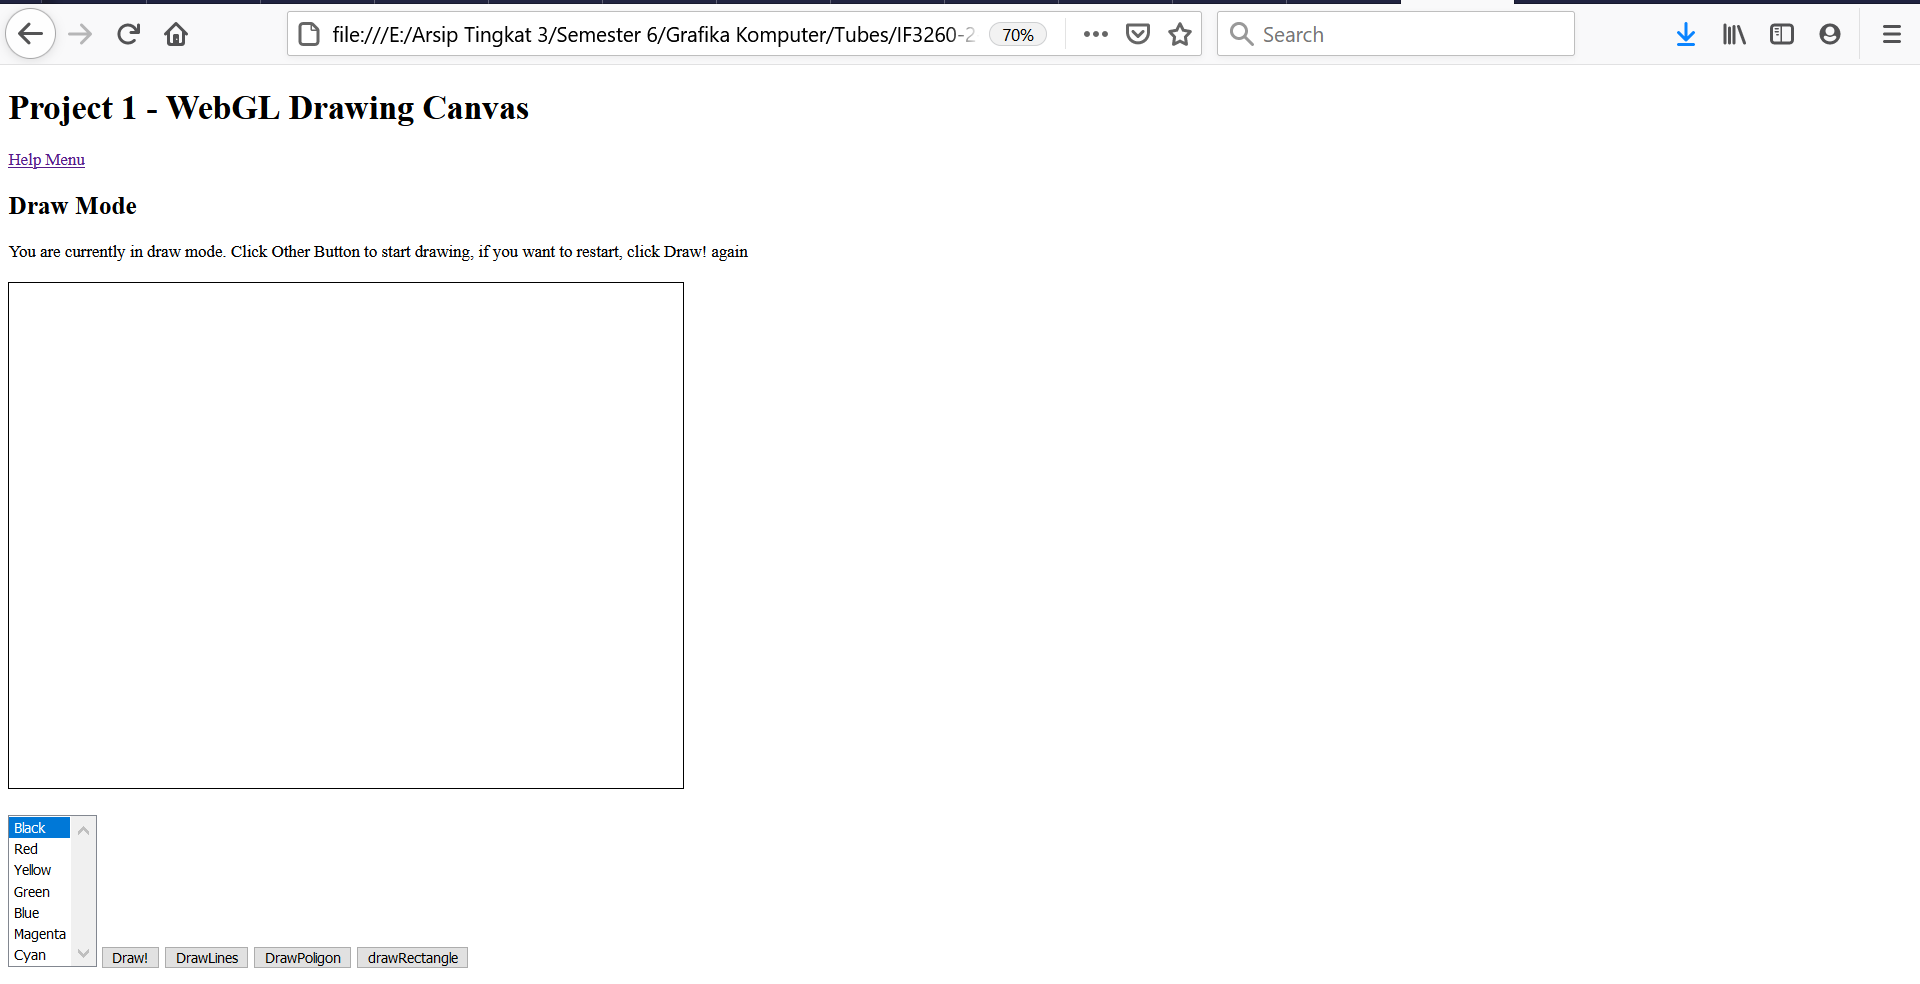 file:///E:/Arsip Tingkat 3/Semester 6/Grafika Komputer/Tubes/IF3260-2 70% Search
Project 1 - WebGL Drawing Canvas
Help Menu
Draw Mode
You are currently in draw mode. Click Other Button to start drawing, if you want to restart, click Draw! again
Black
Red
Yellow
Green
Blue
Magenta
Cyan
Draw! DrawLines DrawPoligon drawRectangle